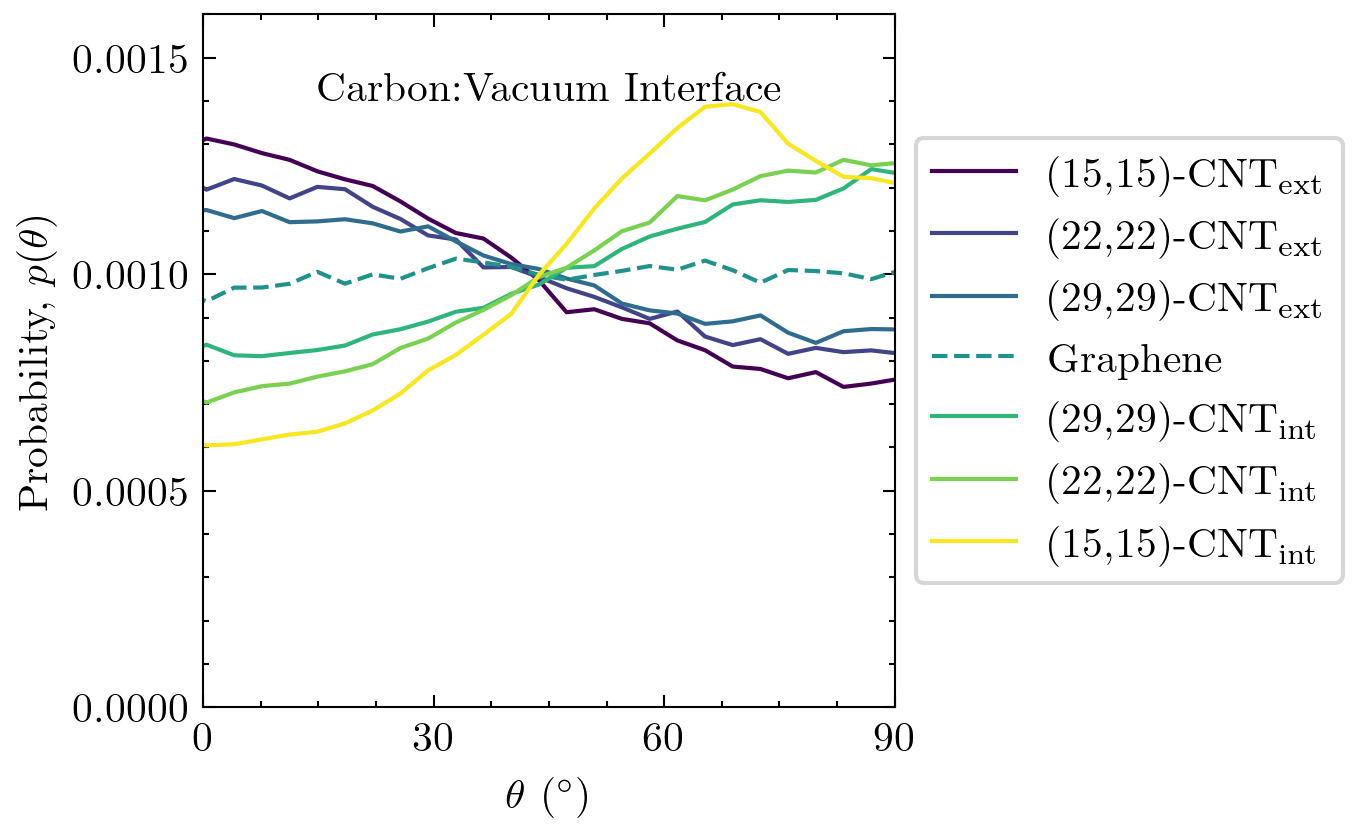 Carbon:Vacuum Interface
0.0015
0.0010
0.0005
0.0000
Probability, p(θ)
0 30 60 90
θ (°)
(15,15)-CNText
(22,22)-CNText
(29,29)-CNText
Graphene
(29,29)-CNTint
(22,22)-CNTint
(15,15)-CNTint